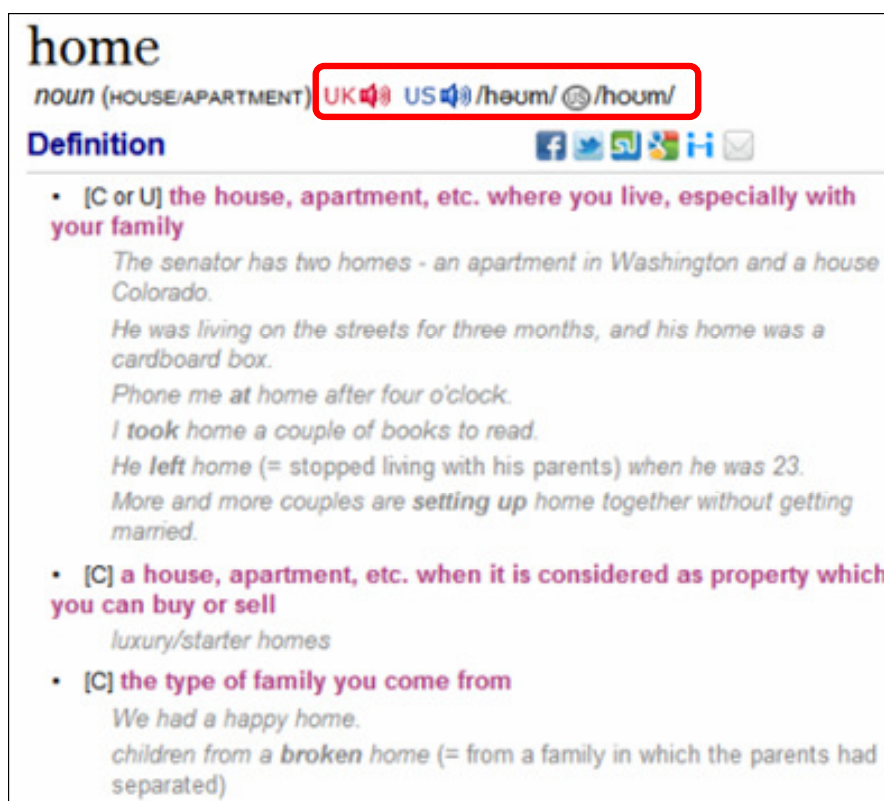 home
noun (HOUSE/APARTMENT) UK US /həʊm/ US /hoʊm/
Definition
• [C or U] the house, apartment, etc. where you live, especially with
your family
The senator has two homes - an apartment in Washington and a house
Colorado.
He was living on the streets for three months, and his home was a
cardboard box.
Phone me at home after four o'clock.
I took home a couple of books to read.
He left home (= stopped living with his parents) when he was 23.
More and more couples are setting up home together without getting
married.
• [C] a house, apartment, etc. when it is considered as property which
you can buy or sell
luxury/starter homes
• [C] the type of family you come from
We had a happy home.
children from a broken home (= from a family in which the parents had
separated)